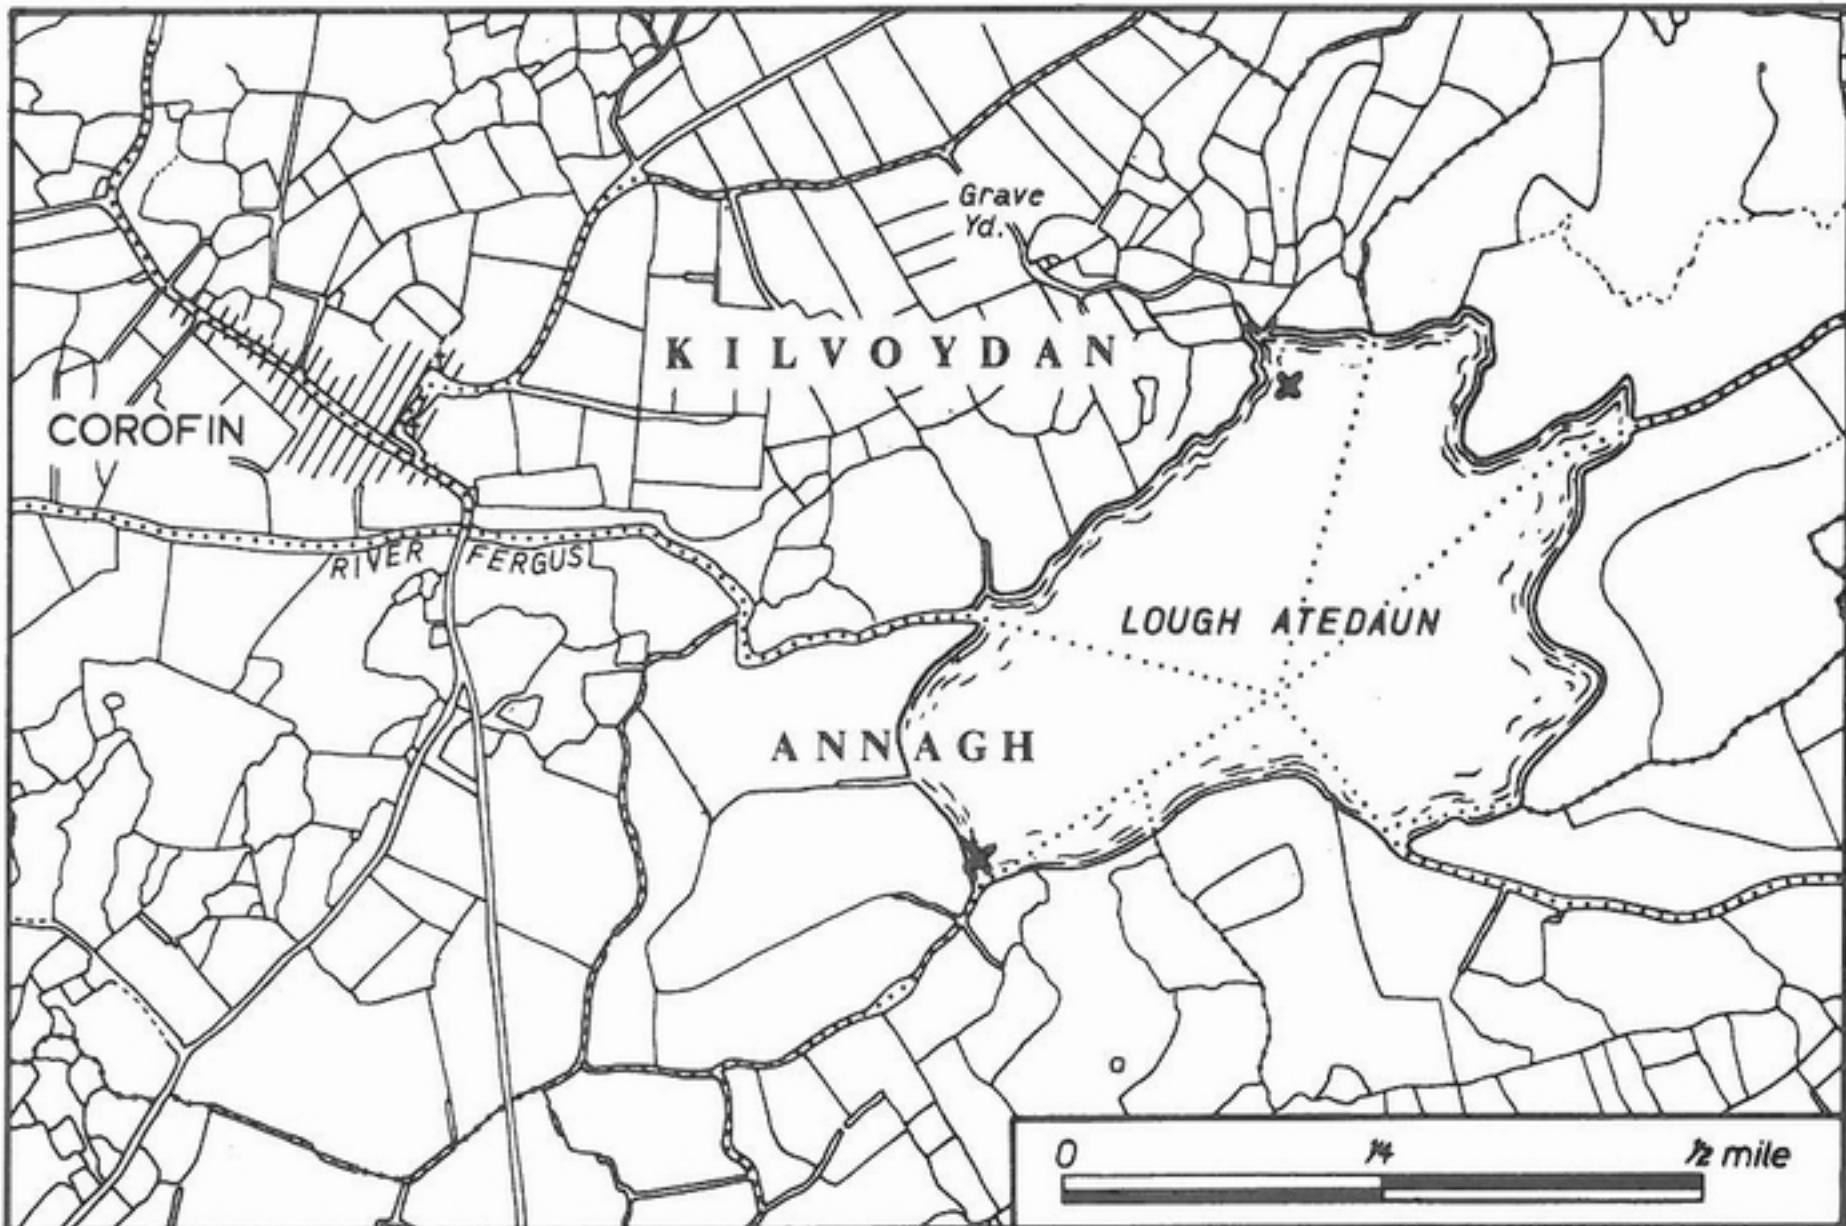 Grave
Yd.
KILVOYDAN
COROFIN
RIVER FERGUS
LOUGH ATEDAUN
ANNAGH
0 1/4 1/2 mile